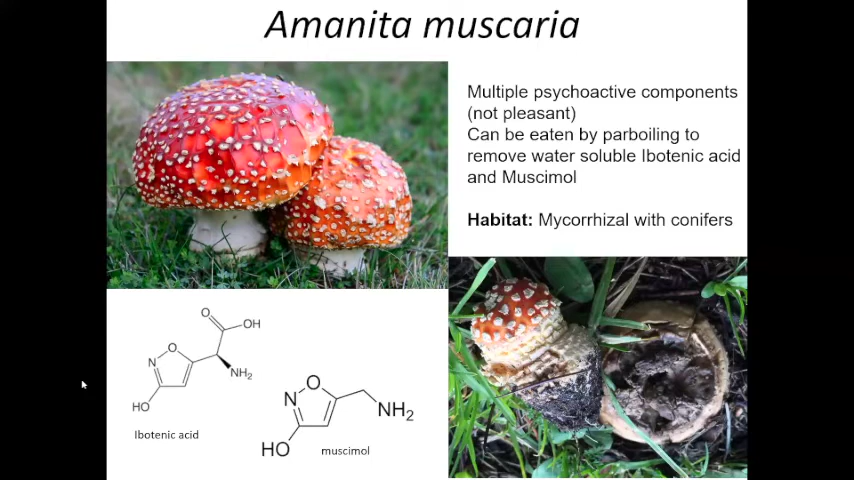 Amanita muscaria
Multiple psychoactive components
(not pleasant)
Can be eaten by parboiling to
remove water soluble Ibotenic acid
and Muscimol
Habitat: Mycorrhizal with conifers
O
OH
O
N
NH2
HO
Ibotenic acid
O
N
NH2
HO
muscimol